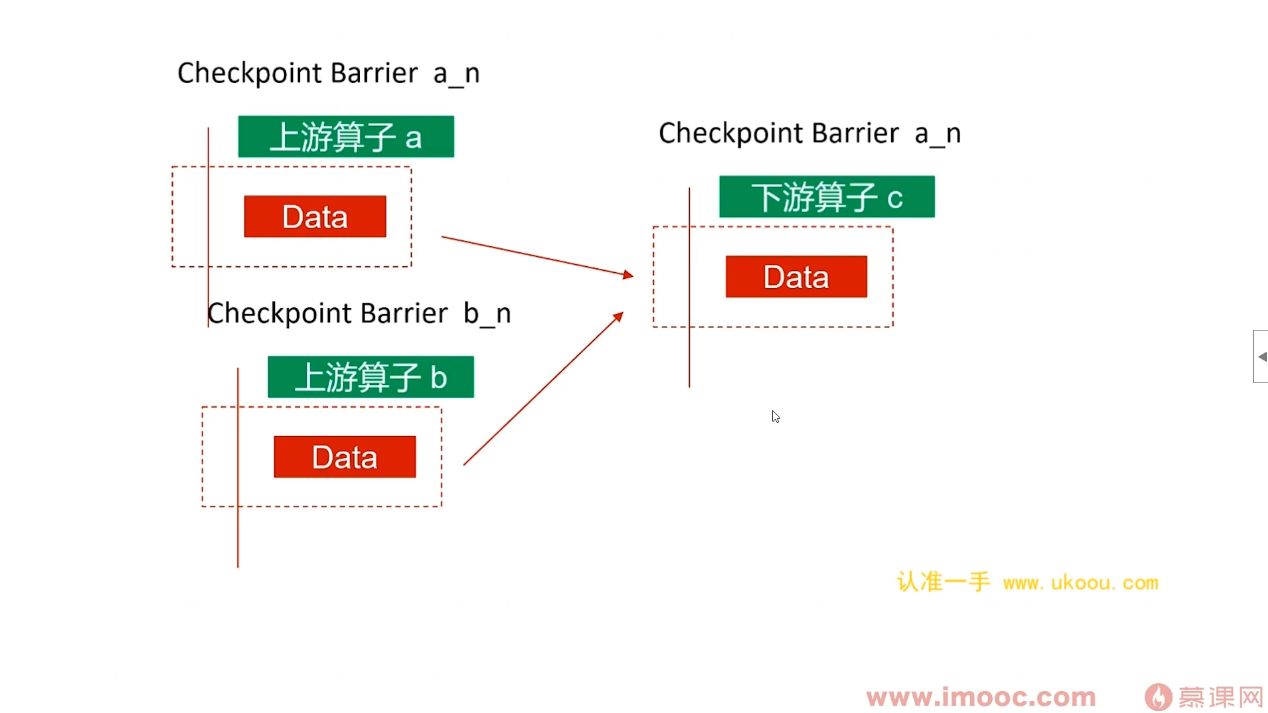 Checkpoint Barrier a_n
上游算子 a
Data
Checkpoint Barrier b_n
上游算子 b
Data
Checkpoint Barrier a_n
下游算子 c
Data
认准一手 www.ukoou.com
www.imooc.com 慕课网